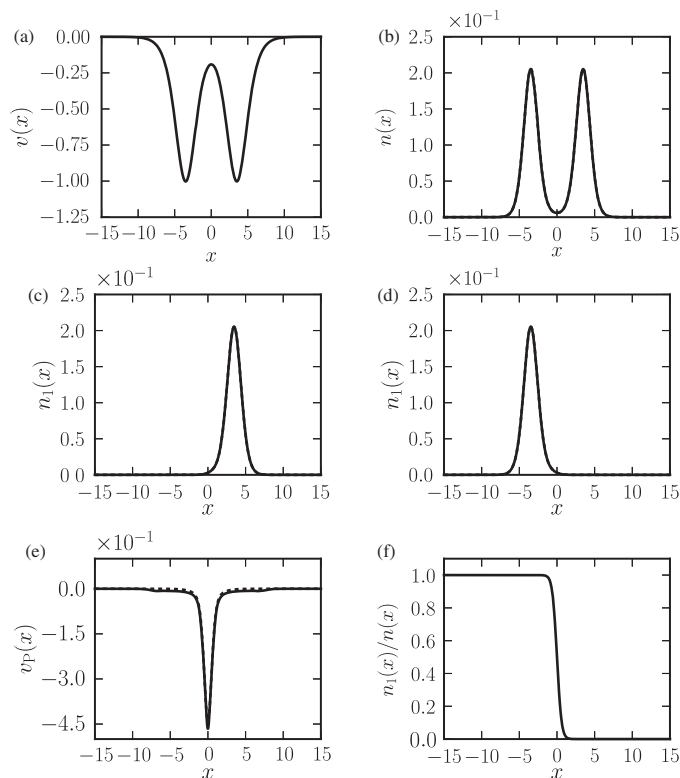 (a)
0.00
−0.25
−0.50
−0.75
−1.00
−1.25
v(x)
−15 −10 −5 0 5 10 15
x
(b)
×10⁻¹
2.5
2.0
1.5
1.0
0.5
0.0
n(x)
−15 −10 −5 0 5 10 15
x
(c)
×10⁻¹
2.5
2.0
1.5
1.0
0.5
0.0
n₁(x)
−15 −10 −5 0 5 10 15
x
(d)
×10⁻¹
2.5
2.0
1.5
1.0
0.5
0.0
n₁(x)
−15 −10 −5 0 5 10 15
x
(e)
×10⁻¹
0.0
−1.5
−3.0
−4.5
v_P(x)
−15 −10 −5 0 5 10 15
x
(f)
1.0
0.8
0.6
0.4
0.2
0.0
n₁(x)/n(x)
−15 −10 −5 0 5 10 15
x